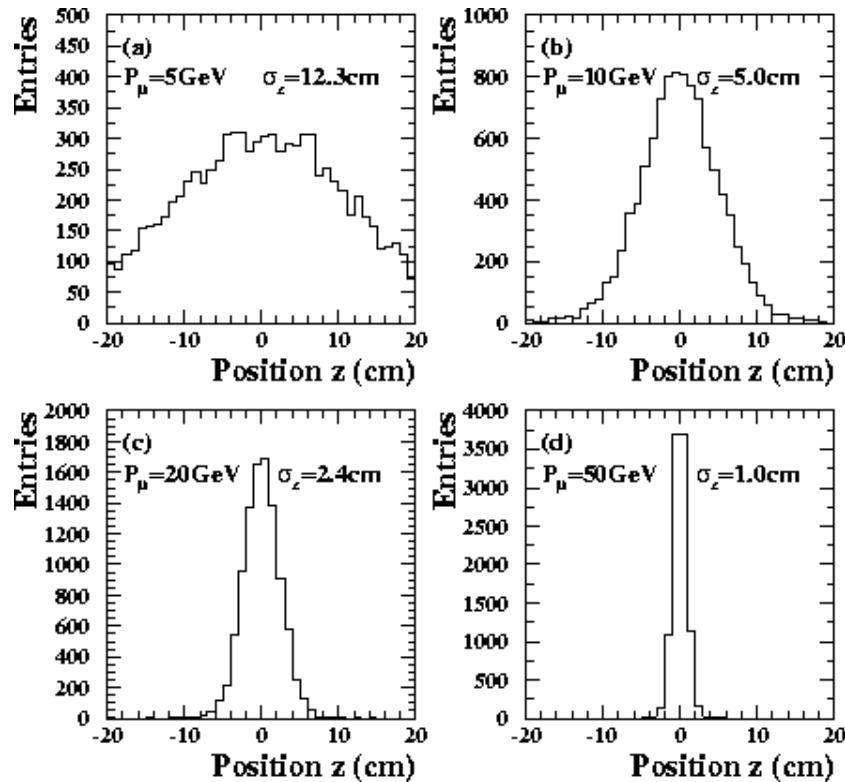 Entries
500
450
400
350
300
250
200
150
100
50
0
(a)
Pμ=5GeV σz=12.3cm
-20 -10 0 10 20
Position z (cm)
Entries
1000
800
600
400
200
0
(b)
Pμ=10GeV σz=5.0cm
-20 -10 0 10 20
Position z (cm)
Entries
2000
1800
1600
1400
1200
1000
800
600
400
200
0
(c)
Pμ=20GeV σz=2.4cm
-20 -10 0 10 20
Position z (cm)
Entries
4000
3500
3000
2500
2000
1500
1000
500
0
(d)
Pμ=50GeV σz=1.0cm
-20 -10 0 10 20
Position z (cm)